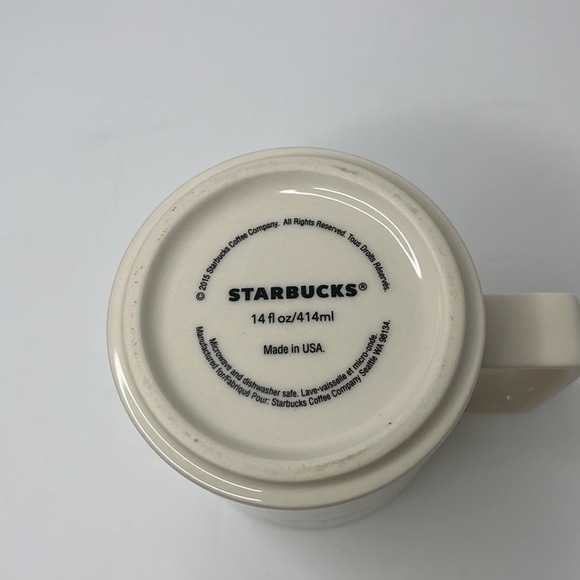 © 2015 Starbucks Coffee Company. All Rights Reserved. Tous Droits Réservés.
STARBUCKS®
14 fl oz/414ml
Made in USA.
Microwave and dishwasher safe. Lave-vaisselle et micro-onde.
Manufactured for/Fabriqué Pour: Starbucks Coffee Company Seattle WA 98134.